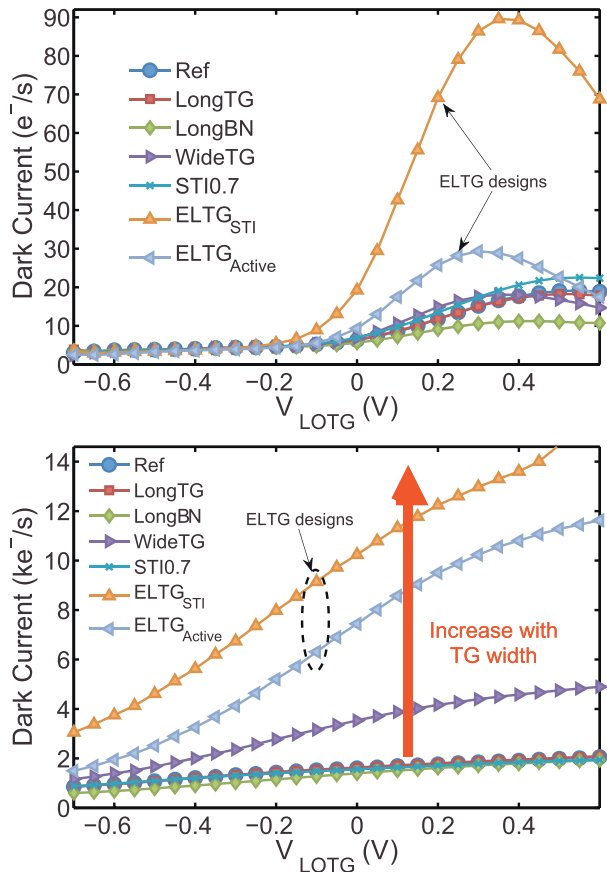 90
80
70
60
50
40
30
20
10
0
Dark Current (e⁻/s)
Ref
LongTG
LongBN
WideTG
STI0.7
ELTG_STI
ELTG_Active
ELTG designs
−0.6 −0.4 −0.2 0 0.2 0.4
V_LOTG (V)
14
12
10
8
6
4
2
0
Dark Current (ke⁻/s)
Ref
LongTG
LongBN
WideTG
STI0.7
ELTG_STI
ELTG_Active
ELTG designs
Increase with
TG width
−0.6 −0.4 −0.2 0 0.2 0.4
V_LOTG (V)